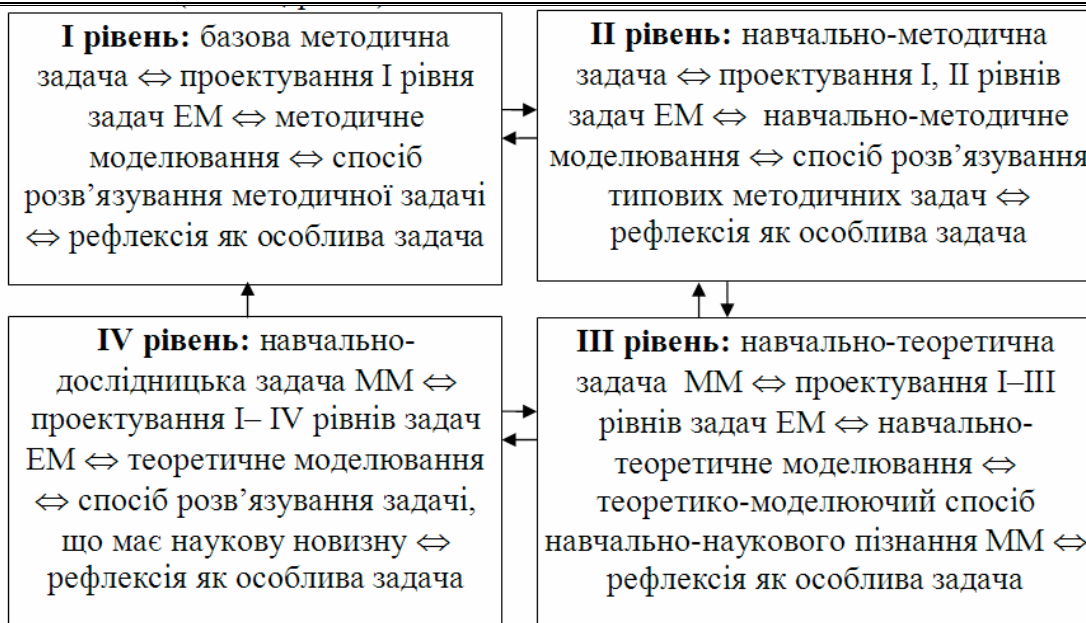 І рівень: базова методична
задача ⇔ проектування І рівня
задач ЕМ ⇔ методичне
моделювання ⇔ спосіб
розв’язування методичної задачі
⇔ рефлексія як особлива задача
ІІ рівень: навчально-методична
задача ⇔ проектування І, ІІ рівнів
задач ЕМ ⇔ навчально-методичне
моделювання ⇔ спосіб розв’язування
типових методичних задач ⇔
рефлексія як особлива задача
IV рівень: навчально-
дослідницька задача ММ ⇔
проектування І– IV рівнів задач
ЕМ ⇔ теоретичне моделювання
⇔ спосіб розв’язування задачі,
що має наукову новизну ⇔
рефлексія як особлива задача
ІІІ рівень: навчально-теоретична
задача ММ ⇔ проектування І–ІІІ
рівнів задач ЕМ ⇔ навчально-
теоретичне моделювання ⇔
теоретико-моделюючий спосіб
навчально-наукового пізнання ММ ⇔
рефлексія як особлива задача